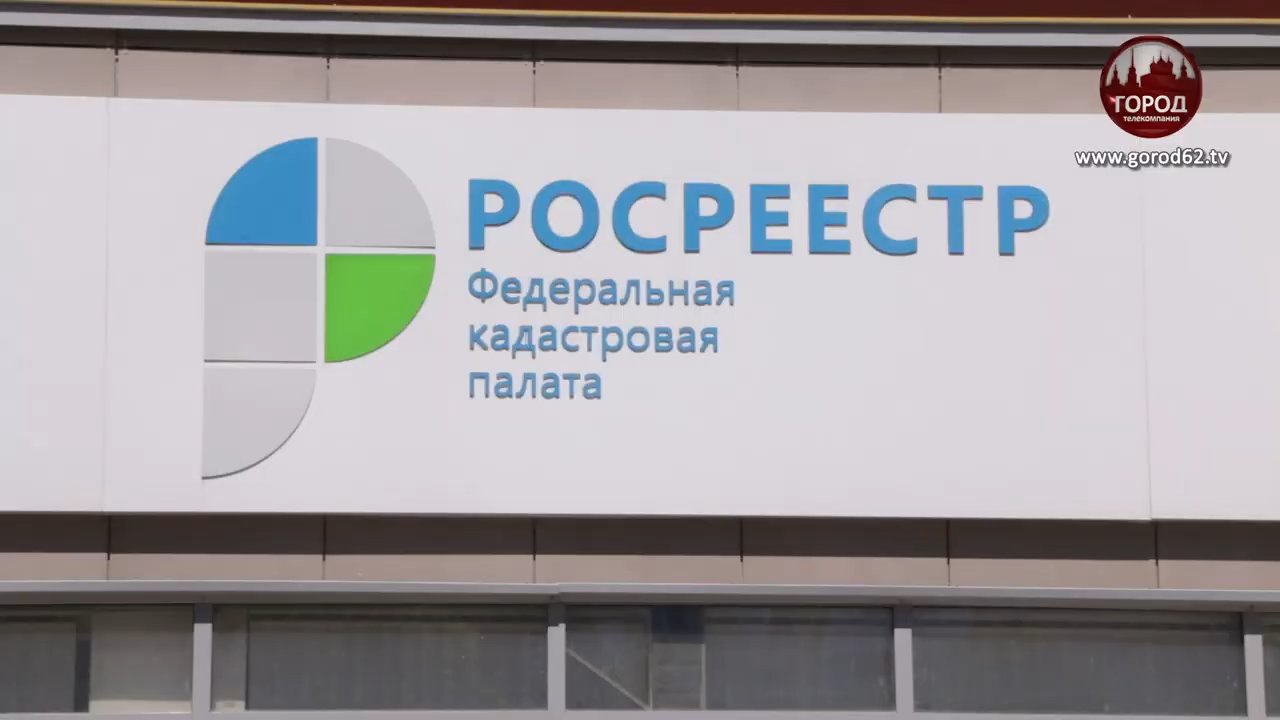 ГОРОД
телекомпания
www.gorod62.tv
РОСРЕЕСТР
Федеральная
кадастровая
палата